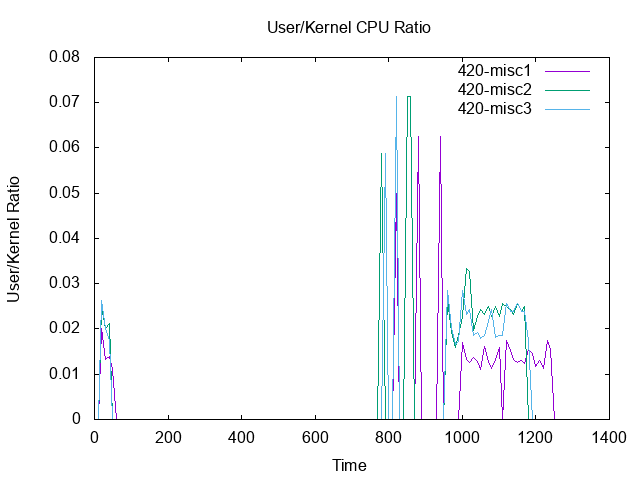 User/Kernel CPU Ratio
0.08
0.07
0.06
0.05
0.04
0.03
0.02
0.01
0
User/Kernel Ratio
420-misc1
420-misc2
420-misc3
0 200 400 600 800 1000 1200 1400
Time